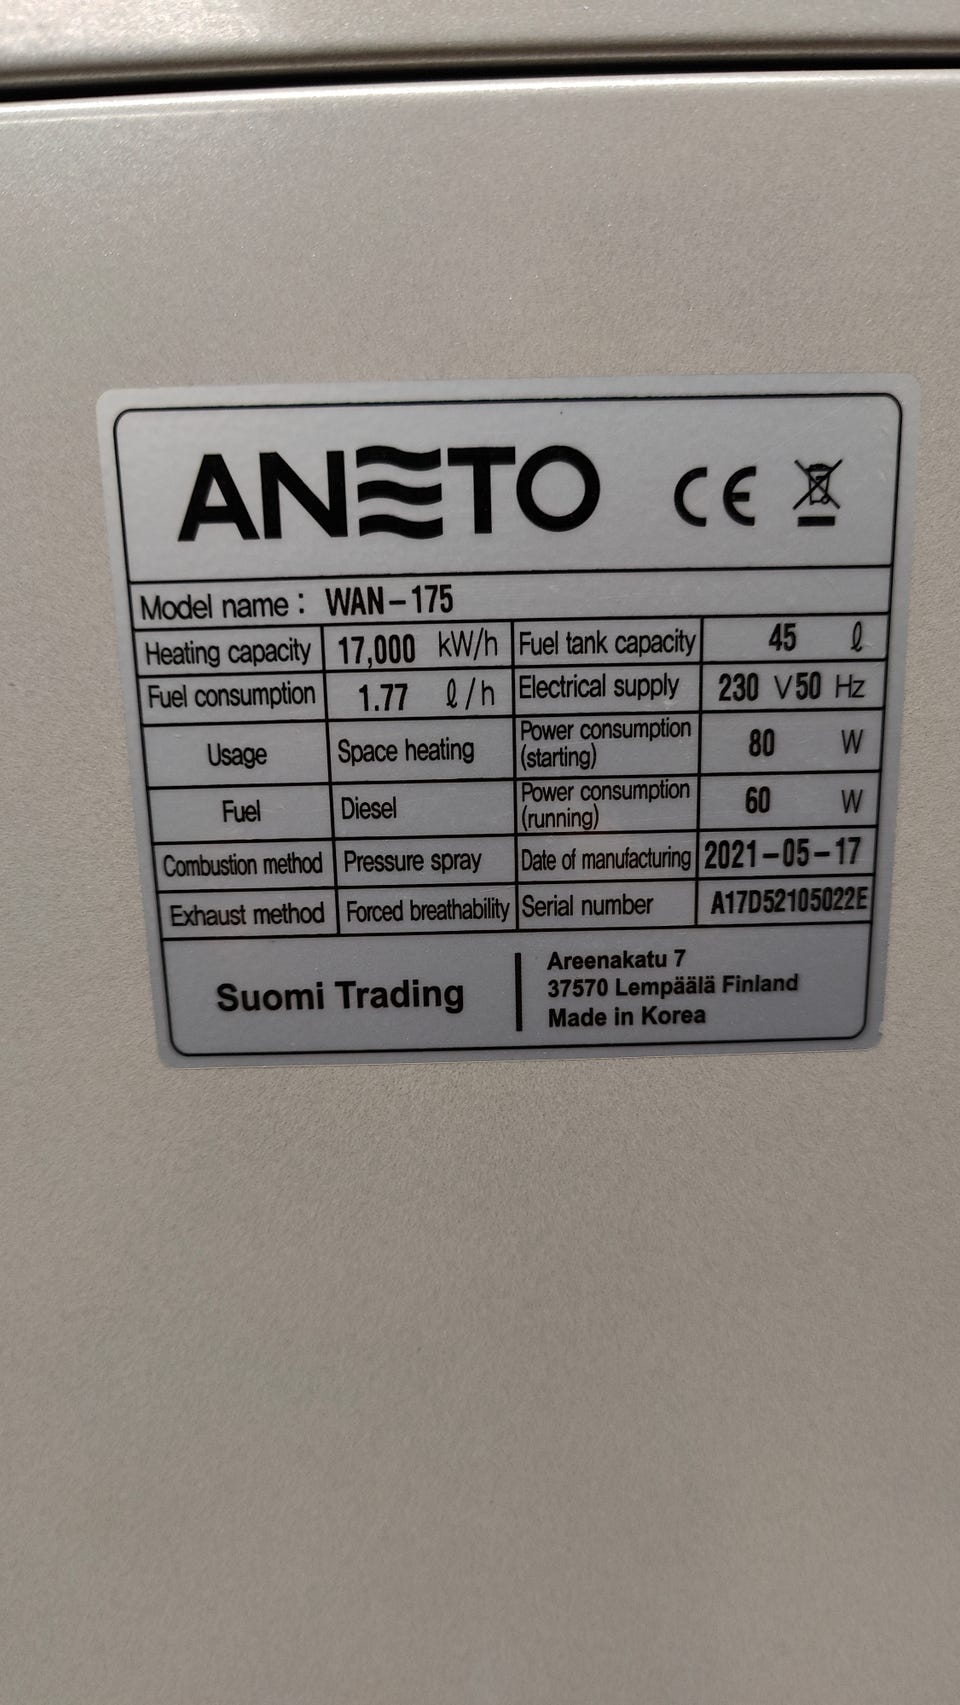 ANETO CE
Model name : WAN-175
Heating capacity 17,000 kW/h Fuel tank capacity 45 ℓ
Fuel consumption 1.77 ℓ/h Electrical supply 230 V 50 Hz
Usage Space heating Power consumption (starting) 80 W
Fuel Diesel Power consumption (running) 60 W
Combustion method Pressure spray Date of manufacturing 2021-05-17
Exhaust method Forced breathability Serial number A17D52105022E
Suomi Trading
Areenakatu 7
37570 Lempäälä Finland
Made in Korea